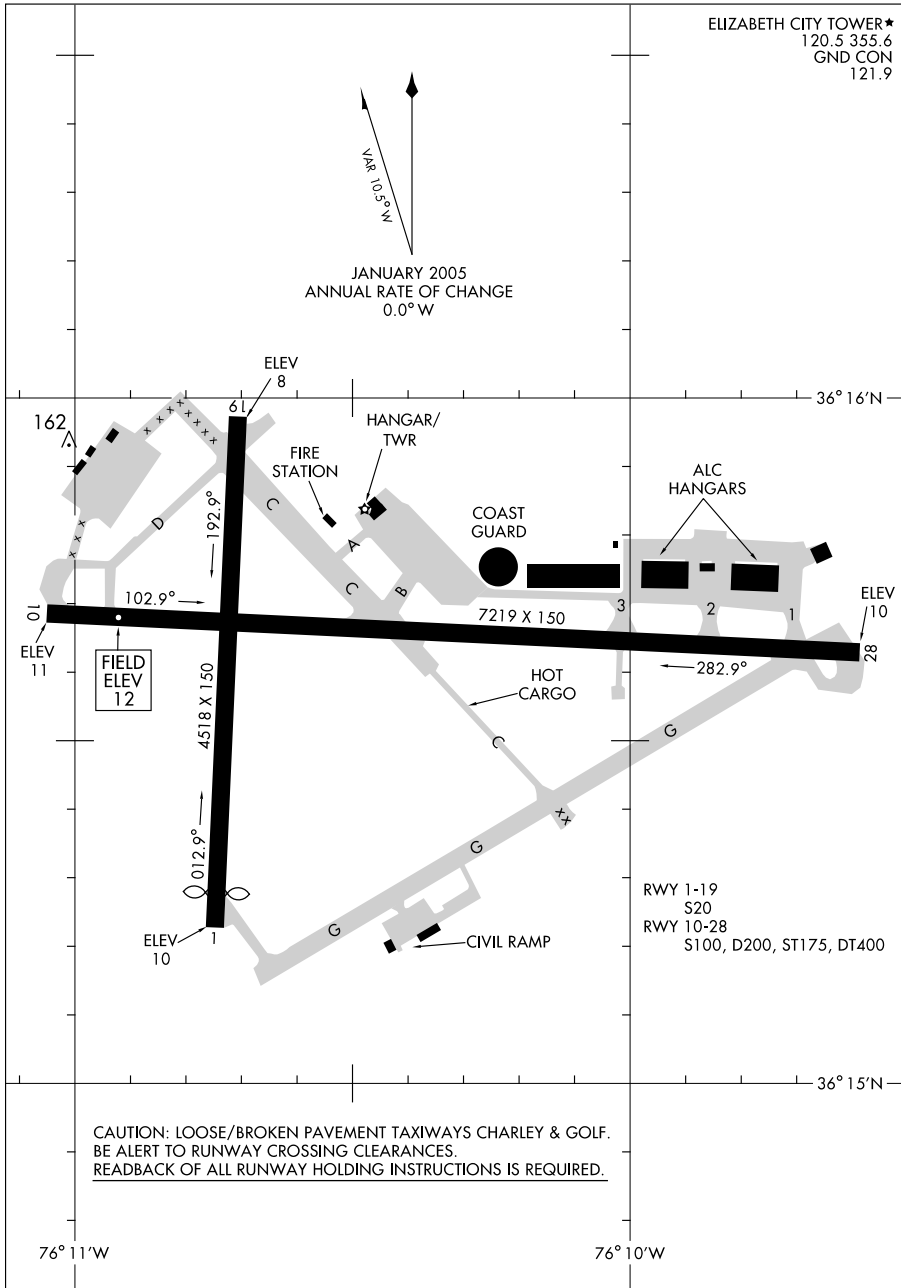 ELIZABETH CITY TOWER★
120.5 355.6
GND CON
121.9
VAR 10.5° W
JANUARY 2005
ANNUAL RATE OF CHANGE
0.0° W
ELEV
8
36° 16'N
162
19
HANGAR/
TWR
FIRE
STATION
ALC
HANGARS
COAST
GUARD
C
D
192.9°
A
C
B
10
102.9°
7219 X 150
3
2
1
ELEV
10
28
ELEV
11
FIELD
ELEV
12
282.9°
HOT
CARGO
4518 X 150
C
G
012.9°
G
RWY 1-19
S20
RWY 10-28
S100, D200, ST175, DT400
G
ELEV
10
1
CIVIL RAMP
36° 15'N
CAUTION: LOOSE/BROKEN PAVEMENT TAXIWAYS CHARLEY & GOLF.
BE ALERT TO RUNWAY CROSSING CLEARANCES.
READBACK OF ALL RUNWAY HOLDING INSTRUCTIONS IS REQUIRED.
76° 11'W
76° 10'W